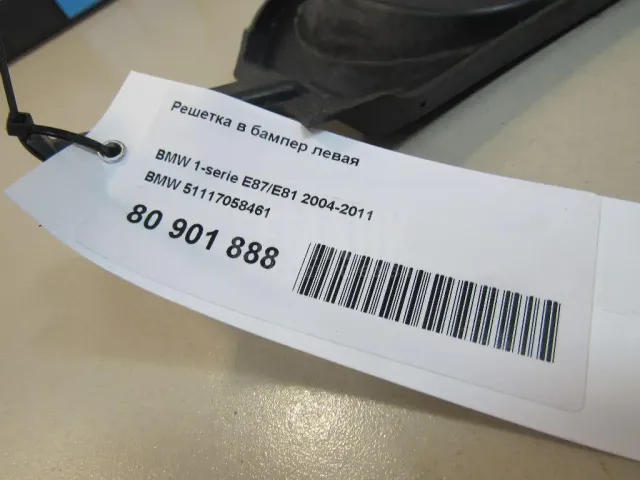 Решетка в бампер левая
BMW 1-serie E87/E81 2004-2011
BMW 51117058461
80 901 888